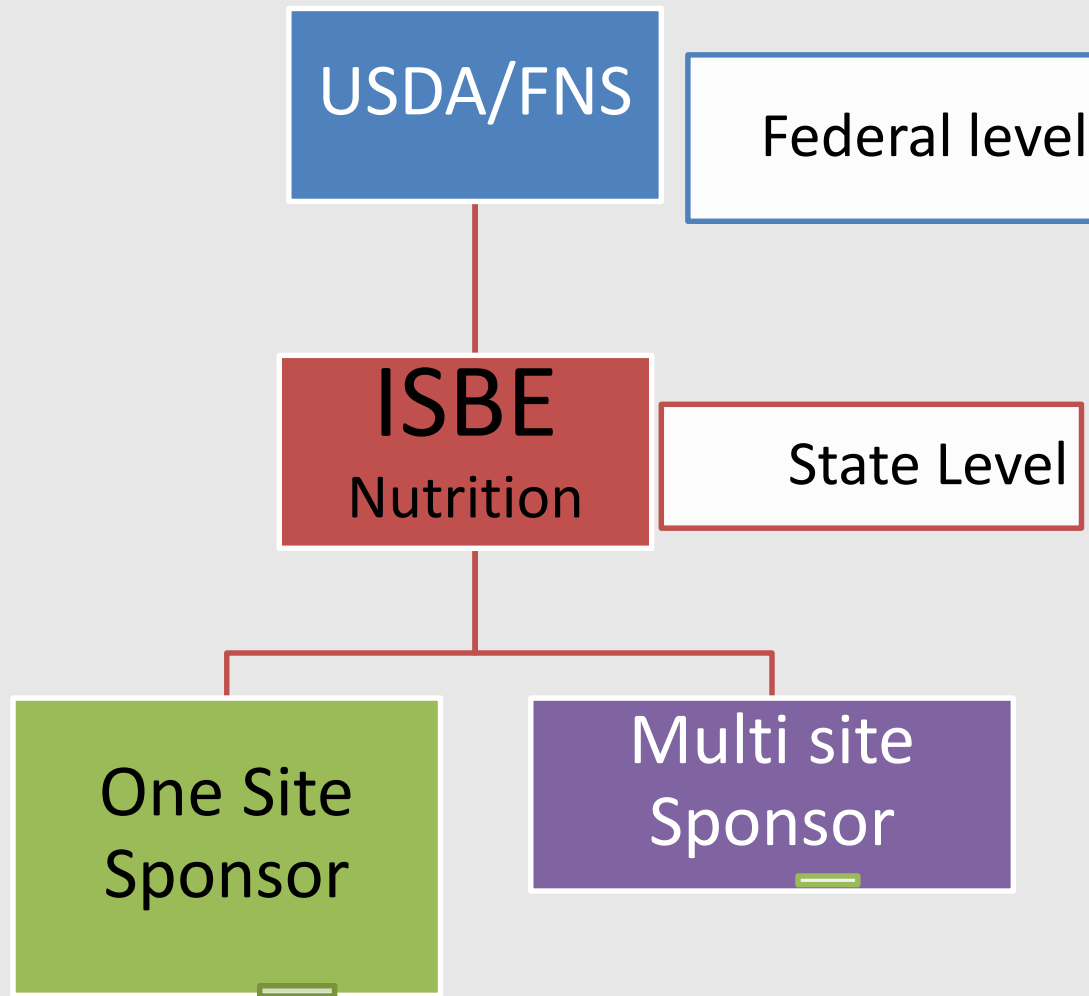 USDA/FNS
Federal level
ISBE
Nutrition
State Level
One Site
Sponsor
Multi site
Sponsor